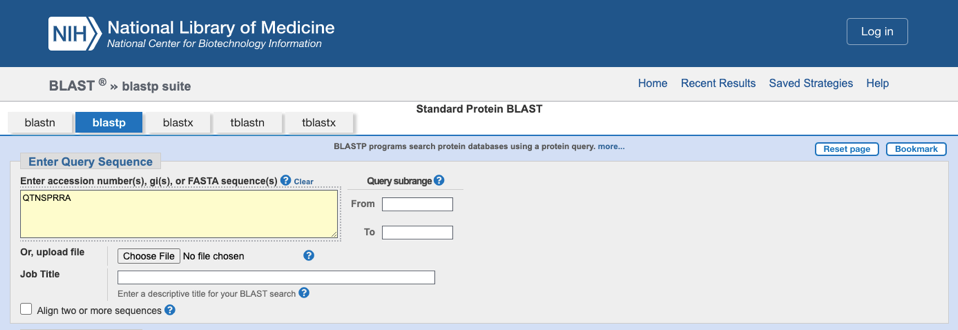 NIH National Library of Medicine
National Center for Biotechnology Information
Log in
BLAST ® » blastp suite
Home Recent Results Saved Strategies Help
Standard Protein BLAST
blastn blastp blastx tblastn tblastx
BLASTP programs search protein databases using a protein query. more...
Reset page Bookmark
Enter Query Sequence
Enter accession number(s), gi(s), or FASTA sequence(s) ? Clear
Query subrange ?
QTNSPRRA
From
To
Or, upload file
Choose File No file chosen ?
Job Title
Enter a descriptive title for your BLAST search ?
Align two or more sequences ?